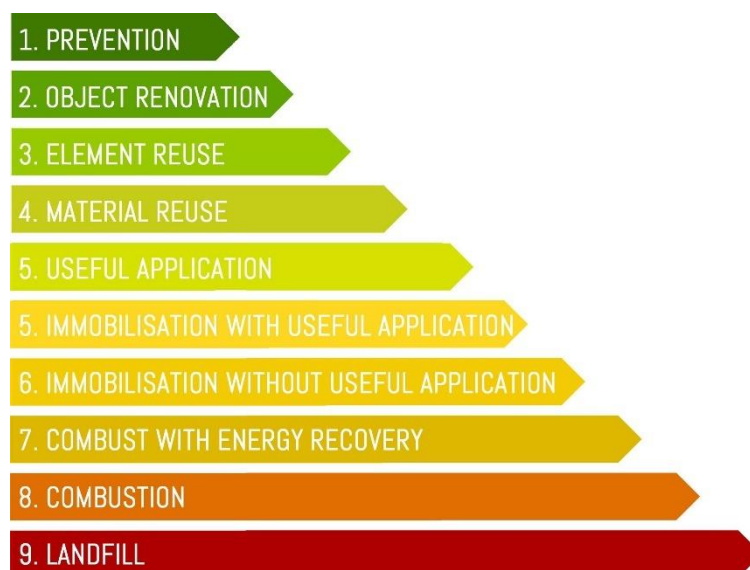 1. PREVENTION
2. OBJECT RENOVATION
3. ELEMENT REUSE
4. MATERIAL REUSE
5. USEFUL APPLICATION
5. IMMOBILISATION WITH USEFUL APPLICATION
6. IMMOBILISATION WITHOUT USEFUL APPLICATION
7. COMBUST WITH ENERGY RECOVERY
8. COMBUSTION
9. LANDFILL